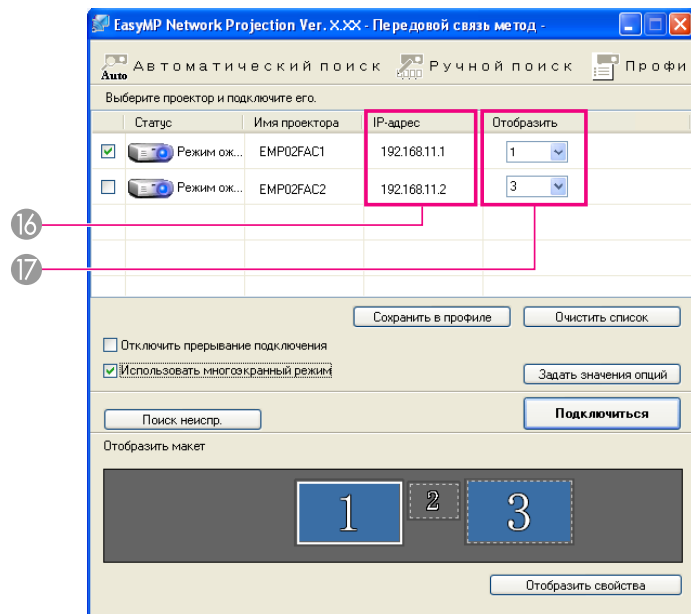 EasyMP Network Projection Ver. X.XX - Передовой связь метод -
Auto Автоматический поиск Ручной поиск Профи
Выберите проектор и подключите его.
Статус Имя проектора IP-адрес Отобразить
Режим ож... EMP02FAC1 192.168.11.1 1
Режим ож... EMP02FAC2 192.168.11.2 3
16
17
Сохранить в профиле Очистить список
Отключить прерывание подключения
Использовать многоэкранный режим Задать значения опций
Поиск неиспр. Подключиться
Отобразить макет
1 2 3
Отобразить свойства